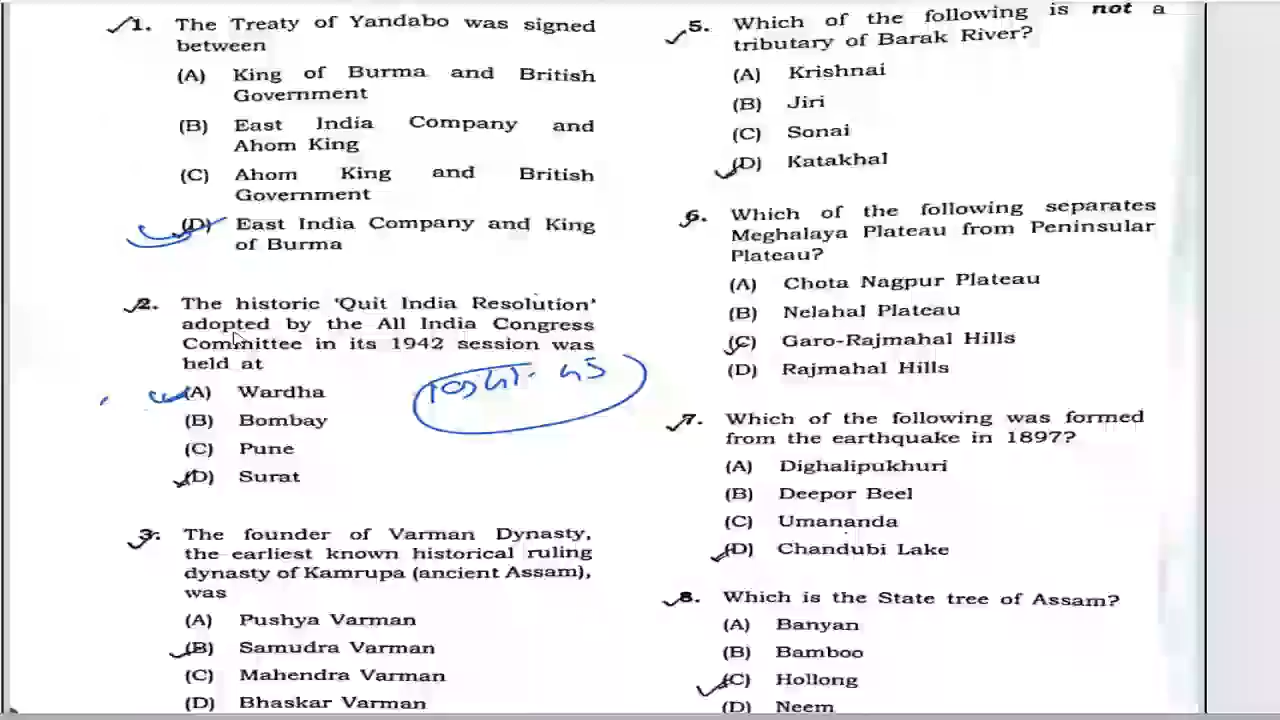 1. The Treaty of Yandabo was signed
between
(A) King of Burma and British
Government
(B) East India Company and
Ahom King
(C) Ahom King and British
Government
(D) East India Company and King
of Burma
2. The historic 'Quit India Resolution'
adopted by the All India Congress
Committee in its 1942 session was
held at
(A) Wardha
(B) Bombay
(C) Pune
(D) Surat
3. The founder of Varman Dynasty,
the earliest known historical ruling
dynasty of Kamrupa (ancient Assam),
was
(A) Pushya Varman
(B) Samudra Varman
(C) Mahendra Varman
(D) Bhaskar Varman
5. Which of the following is not a
tributary of Barak River?
(A) Krishnai
(B) Jiri
(C) Sonai
(D) Katakhal
6. Which of the following separates
Meghalaya Plateau from Peninsular
Plateau?
(A) Chota Nagpur Plateau
(B) Nelahal Plateau
(C) Garo-Rajmahal Hills
(D) Rajmahal Hills
7. Which of the following was formed
from the earthquake in 1897?
(A) Dighalipukhuri
(B) Deepor Beel
(C) Umananda
(D) Chandubi Lake
8. Which is the State tree of Assam?
(A) Banyan
(B) Bamboo
(C) Hollong
(D) Neem